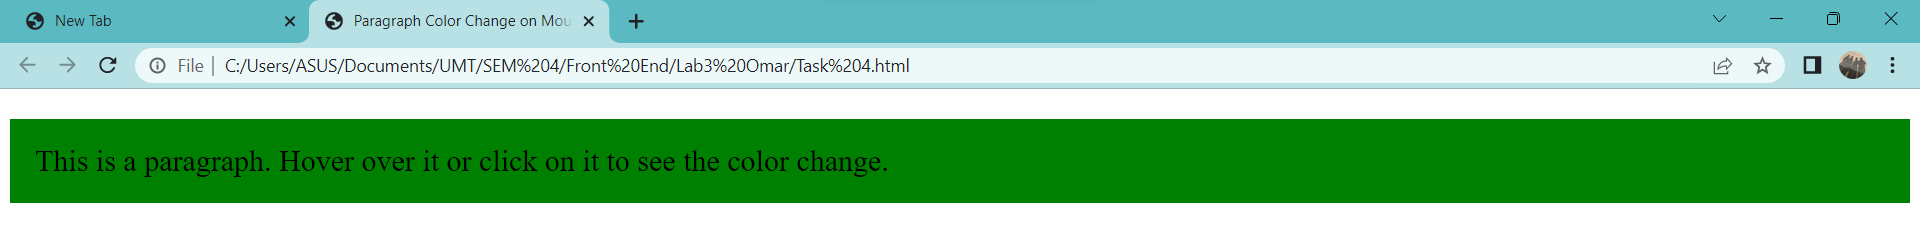 New Tab
Paragraph Color Change on Mou
File | C:/Users/ASUS/Documents/UMT/SEM%204/Front%20End/Lab3%20Omar/Task%204.html
This is a paragraph. Hover over it or click on it to see the color change.